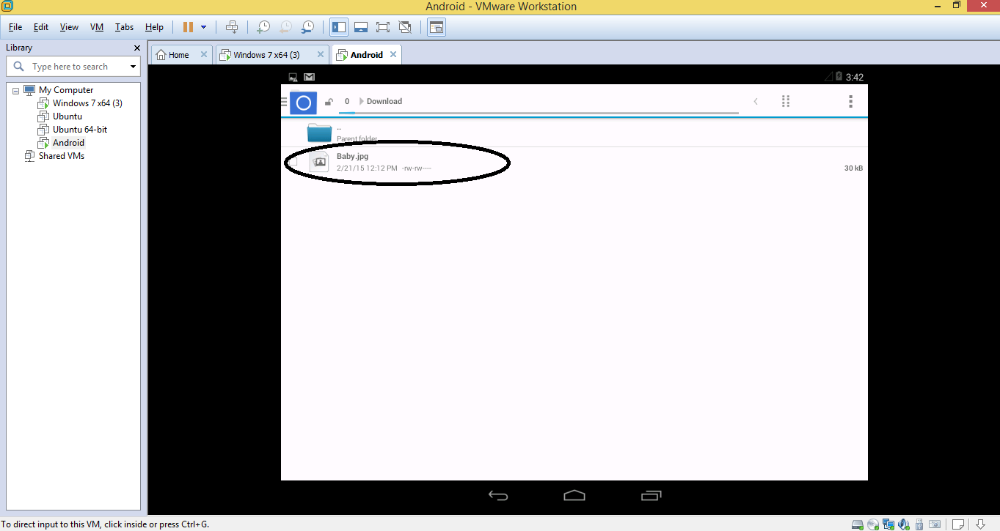 Android - VMware Workstation
File Edit View VM Tabs Help
Library
Type here to search
My Computer
Windows 7 x64 (3)
Ubuntu
Ubuntu 64-bit
Android
Shared VMs
Home
Windows 7 x64 (3)
Android
3:42
0 Download
..
Parent folder
Baby.jpg
2/21/15 12:12 PM -rw-rw----
30 kB
To direct input to this VM, click inside or press Ctrl+G.